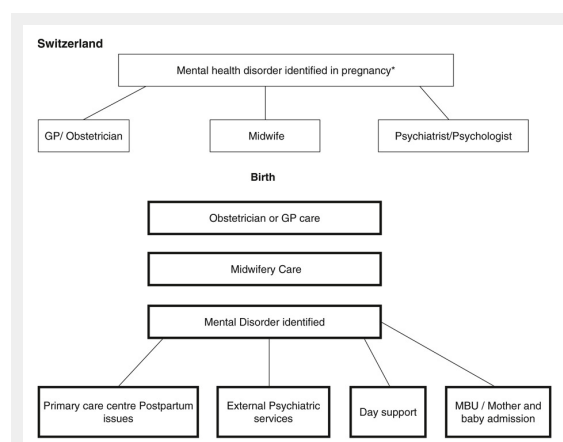 Switzerland
Mental health disorder identified in pregnancy*
GP/ Obstetrician
Midwife
Psychiatrist/Psychologist
Birth
Obstetrician or GP care
Midwifery Care
Mental Disorder identified
Primary care centre Postpartum
issues
External Psychiatric
services
Day support
MBU / Mother and
baby admission